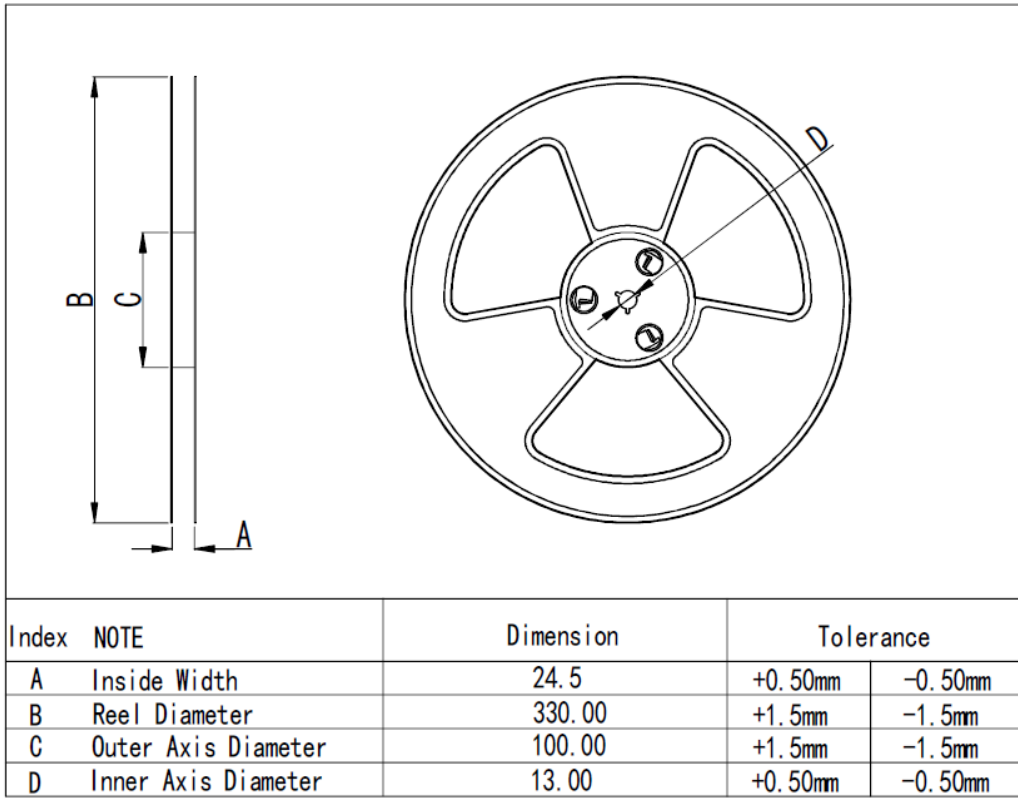 D
B
C
A
Index NOTE Dimension Tolerance
A Inside Width 24.5 +0.50mm -0.50mm
B Reel Diameter 330.00 +1.5mm -1.5mm
C Outer Axis Diameter 100.00 +1.5mm -1.5mm
D Inner Axis Diameter 13.00 +0.50mm -0.50mm